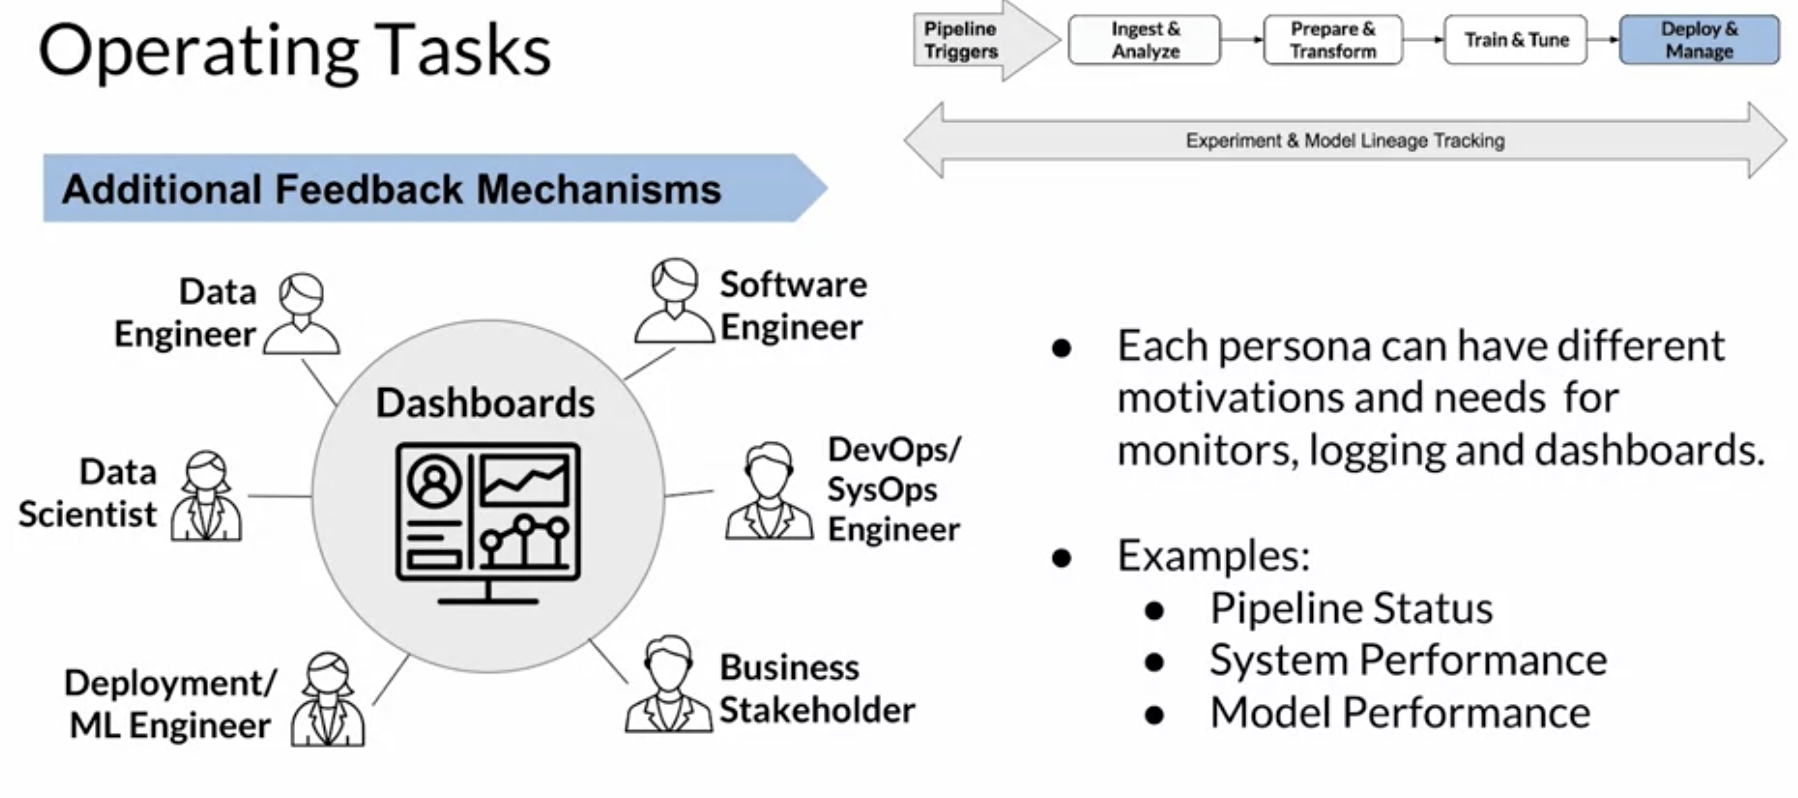 Operating Tasks
Pipeline
Triggers
Ingest &
Analyze
Prepare &
Transform
Train & Tune
Deploy &
Manage
Experiment & Model Lineage Tracking
Additional Feedback Mechanisms
Data
Engineer
Software
Engineer
Dashboards
Data
Scientist
DevOps/
SysOps
Engineer
Deployment/
ML Engineer
Business
Stakeholder
● Each persona can have different
motivations and needs for
monitors, logging and dashboards.
● Examples:
● Pipeline Status
● System Performance
● Model Performance